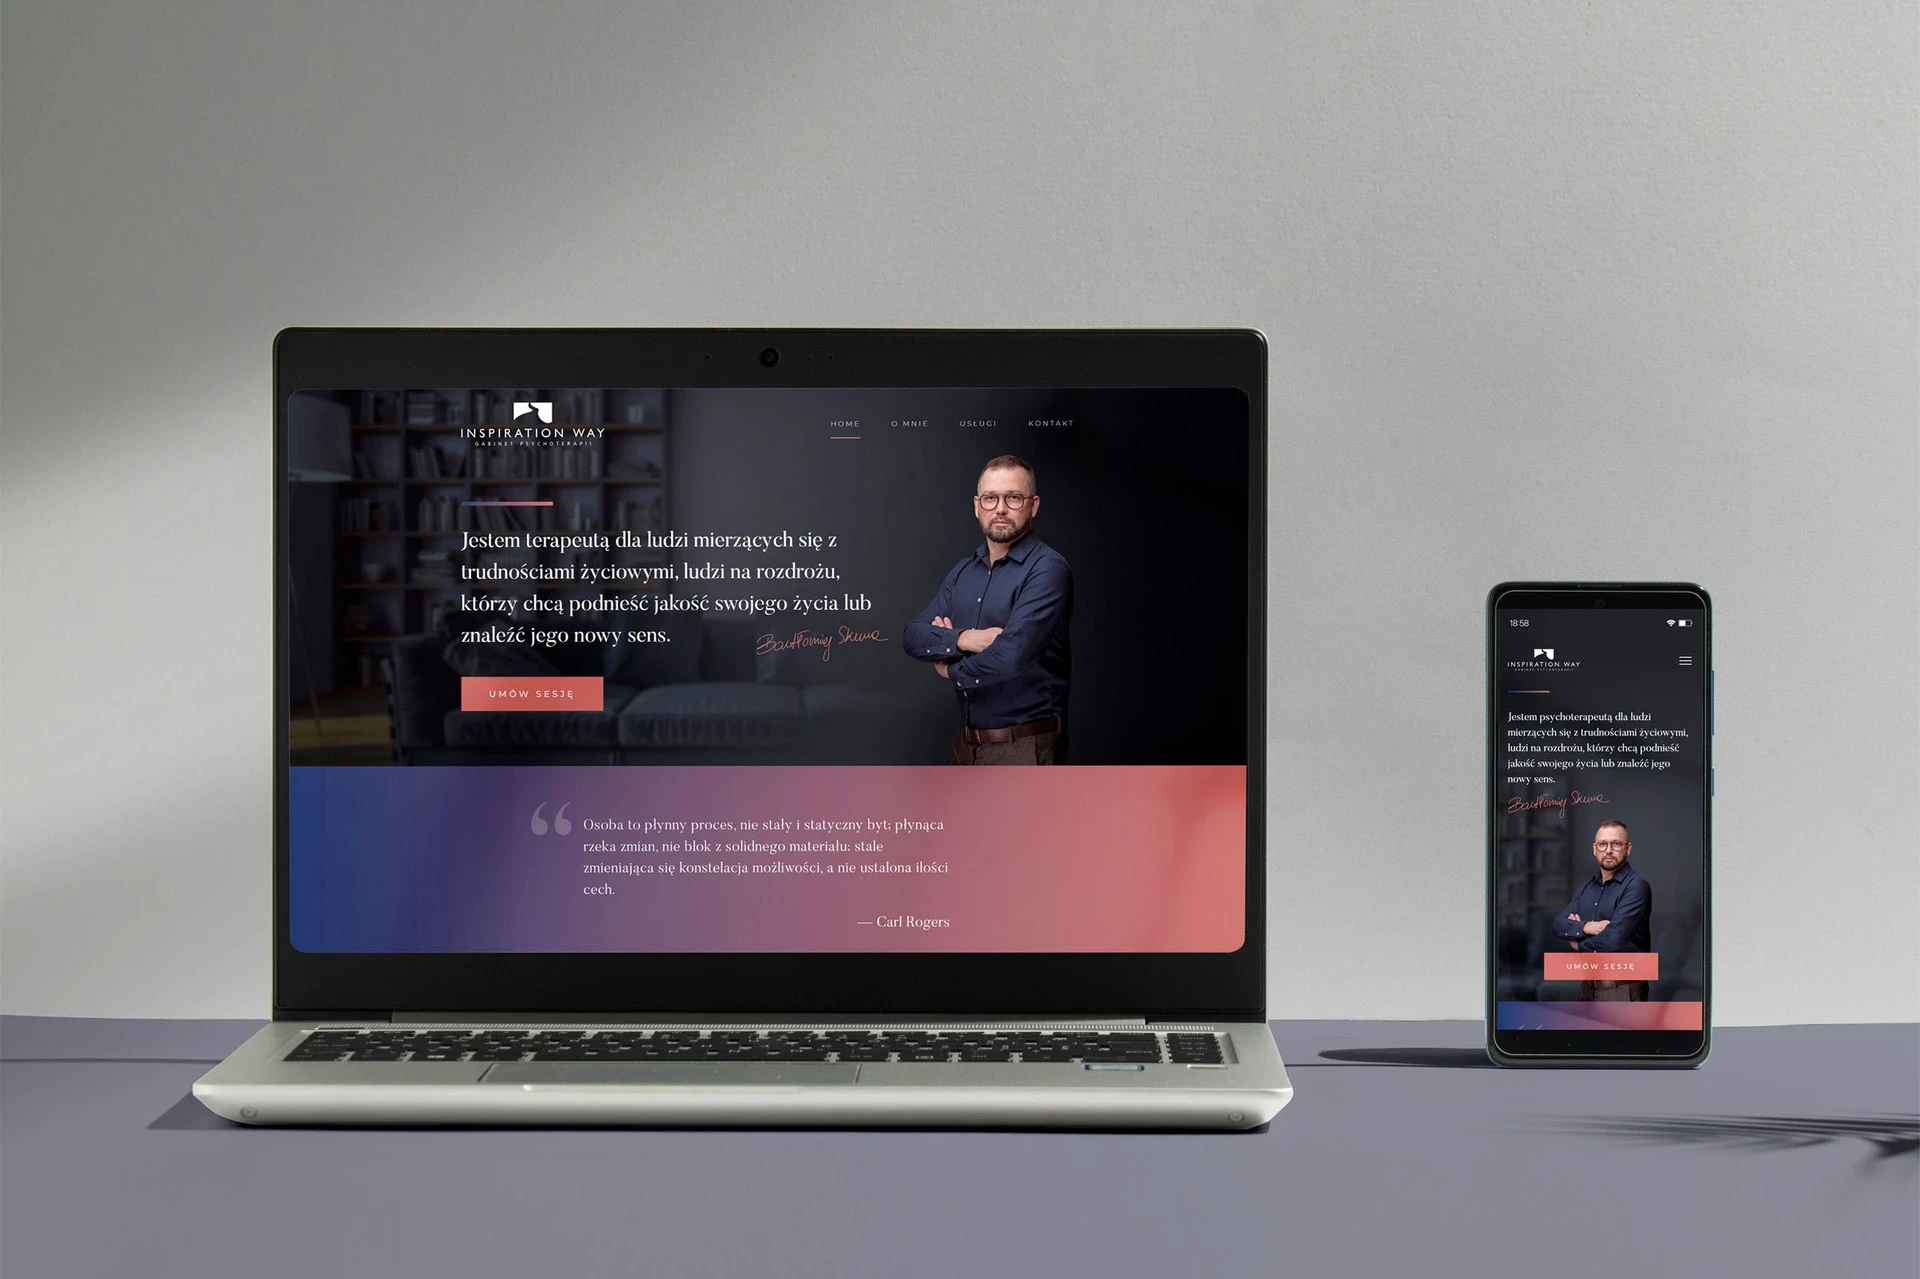 INSPIRATION WAY
GABINET PSYCHOTERAPII
HOME O MNIE USŁUGI KONTAKT
Jestem terapeutą dla ludzi mierzących się z
trudnościami życiowymi, ludzi na rozdrożu,
którzy chcą podnieść jakość swojego życia lub
znaleźć jego nowy sens.
UMÓW SESJĘ
Osoba to płynny proces, nie stały i statyczny byt; płynąca
rzeka zmian, nie blok z solidnego materiału; stale
zmieniająca się konstelacja możliwości, a nie ustalona ilości
cech.
— Carl Rogers
18:58
INSPIRATION WAY
GABINET PSYCHOTERAPII
Jestem psychoterapeutą dla ludzi
mierzących się z trudnościami życiowymi,
ludzi na rozdrożu, którzy chcą podnieść
jakość swojego życia lub znaleźć jego
nowy sens.
UMÓW SESJĘ